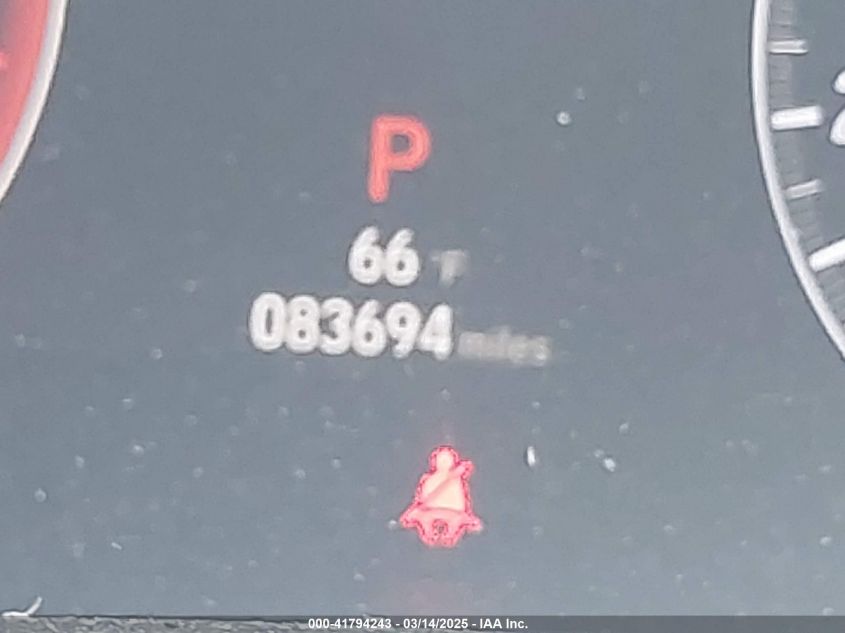 P
66 °F
083694 miles
000-41794243 - 03/14/2025 - IAA Inc.